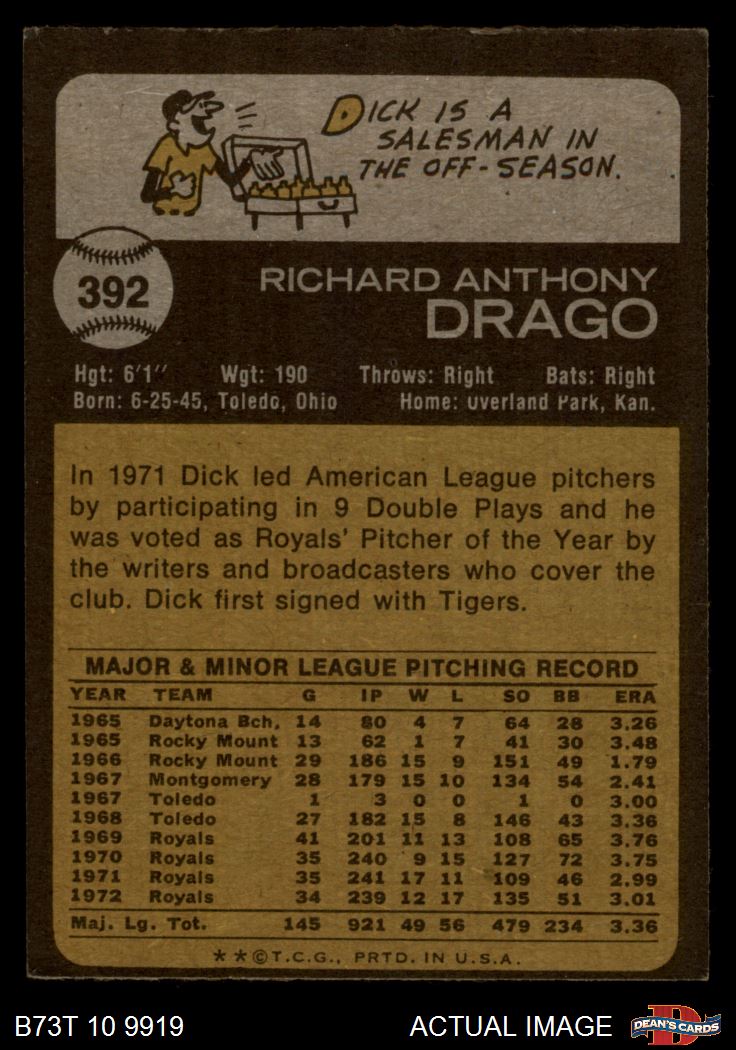 DICK IS A
SALESMAN IN
THE OFF-SEASON.
392
RICHARD ANTHONY
DRAGO
Hgt: 6'1" Wgt: 190 Throws: Right Bats: Right
Born: 6-25-45, Toledo, Ohio Home: Overland Park, Kan.
In 1971 Dick led American League pitchers
by participating in 9 Double Plays and he
was voted as Royals' Pitcher of the Year by
the writers and broadcasters who cover the
club. Dick first signed with Tigers.
MAJOR & MINOR LEAGUE PITCHING RECORD
YEAR TEAM G IP W L SO BB ERA
1965 Daytona Bch. 14 80 4 7 64 28 3.26
1965 Rocky Mount 13 62 1 7 41 30 3.48
1966 Rocky Mount 29 186 15 9 151 49 1.79
1967 Montgomery 28 179 15 10 134 54 2.41
1967 Toledo 1 3 0 0 1 0 3.00
1968 Toledo 27 182 15 8 146 43 3.36
1969 Royals 41 201 11 13 108 65 3.76
1970 Royals 35 240 9 15 127 72 3.75
1971 Royals 35 241 17 11 109 46 2.99
1972 Royals 34 239 12 17 135 51 3.01
Maj. Lg. Tot. 145 921 49 56 479 234 3.36
**©T.C.G., PRTD. IN U.S.A.
B73T 10 9919 ACTUAL IMAGE DEAN'S CARDS